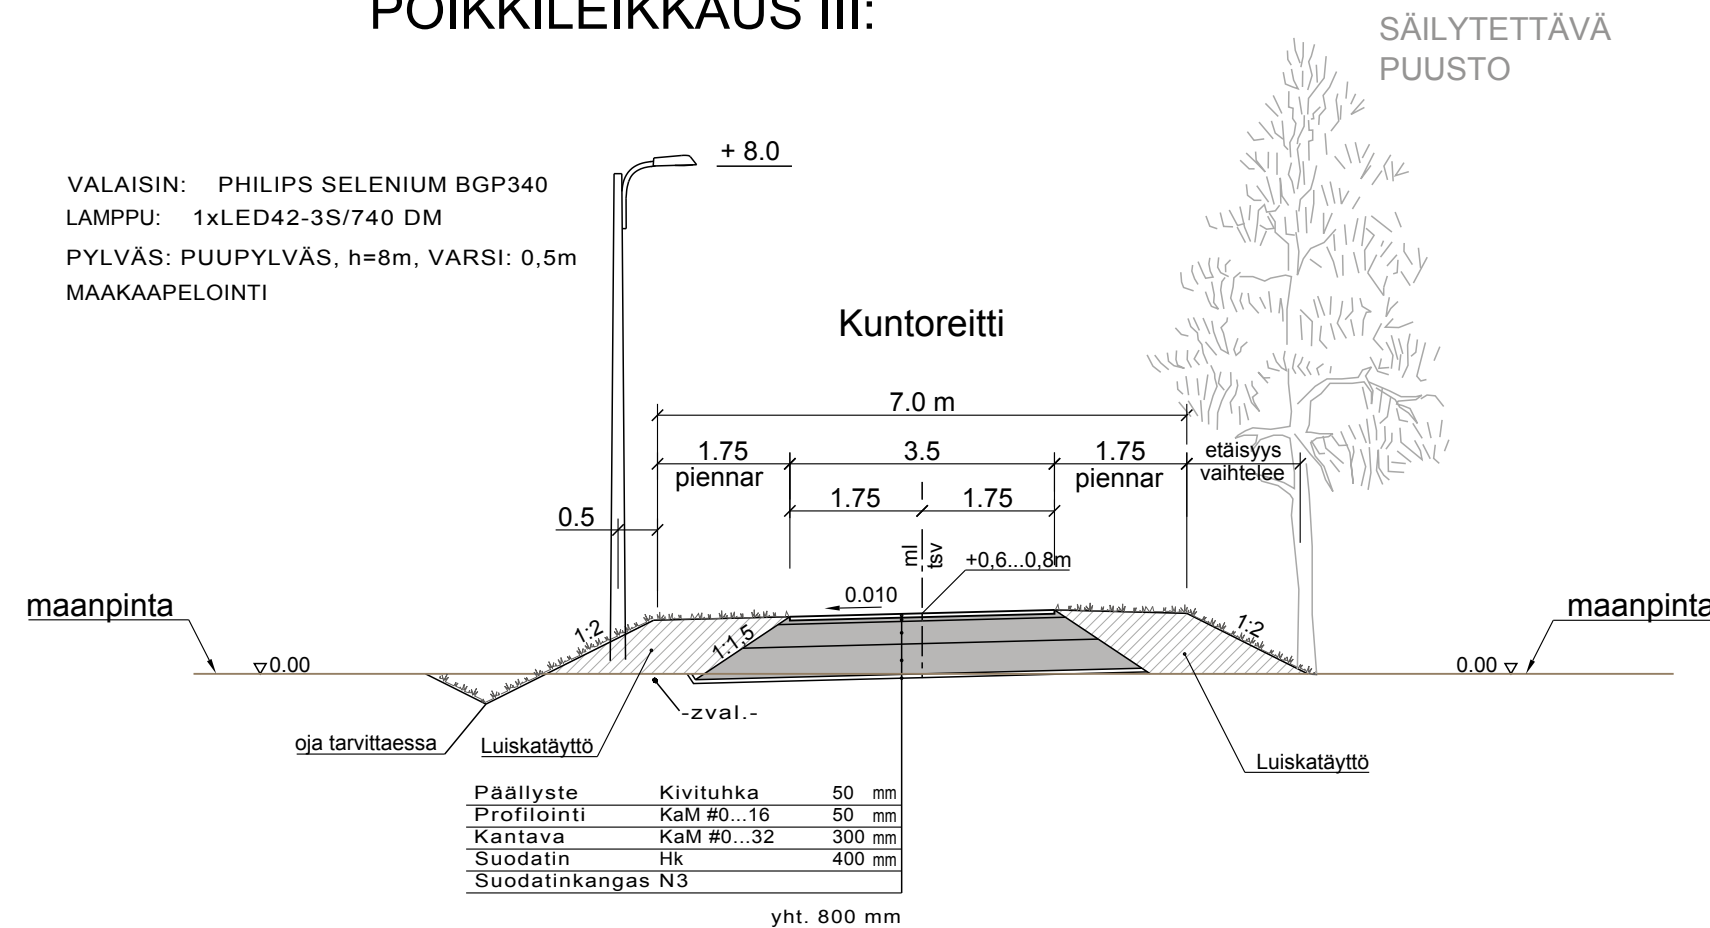 POIKKILEIKKAUS III:
SÄILYTETTÄVÄ
PUUSTO
+ 8.0
VALAISIN: PHILIPS SELENIUM BGP340
LAMPPU: 1xLED42-3S/740 DM
PYLVÄS: PUUPYLVÄS, h=8m, VARSI: 0,5m
MAAKAAPELOINTI
Kuntoreitti
7.0 m
1.75 3.5 1.75 etäisyys
piennar piennar vaihtelee
1.75 1.75
0.5
ml
tsv
+0,6...0,8m
0.010
maanpinta maanpinta
1:2 1:1,5 1:2
0.00 0.00
-zval.-
oja tarvittaessa Luiskatäyttö Luiskatäyttö
Päällyste Kivituhka 50 mm
Profilointi KaM #0...16 50 mm
Kantava KaM #0...32 300 mm
Suodatin Hk 400 mm
Suodatinkangas N3
yht. 800 mm